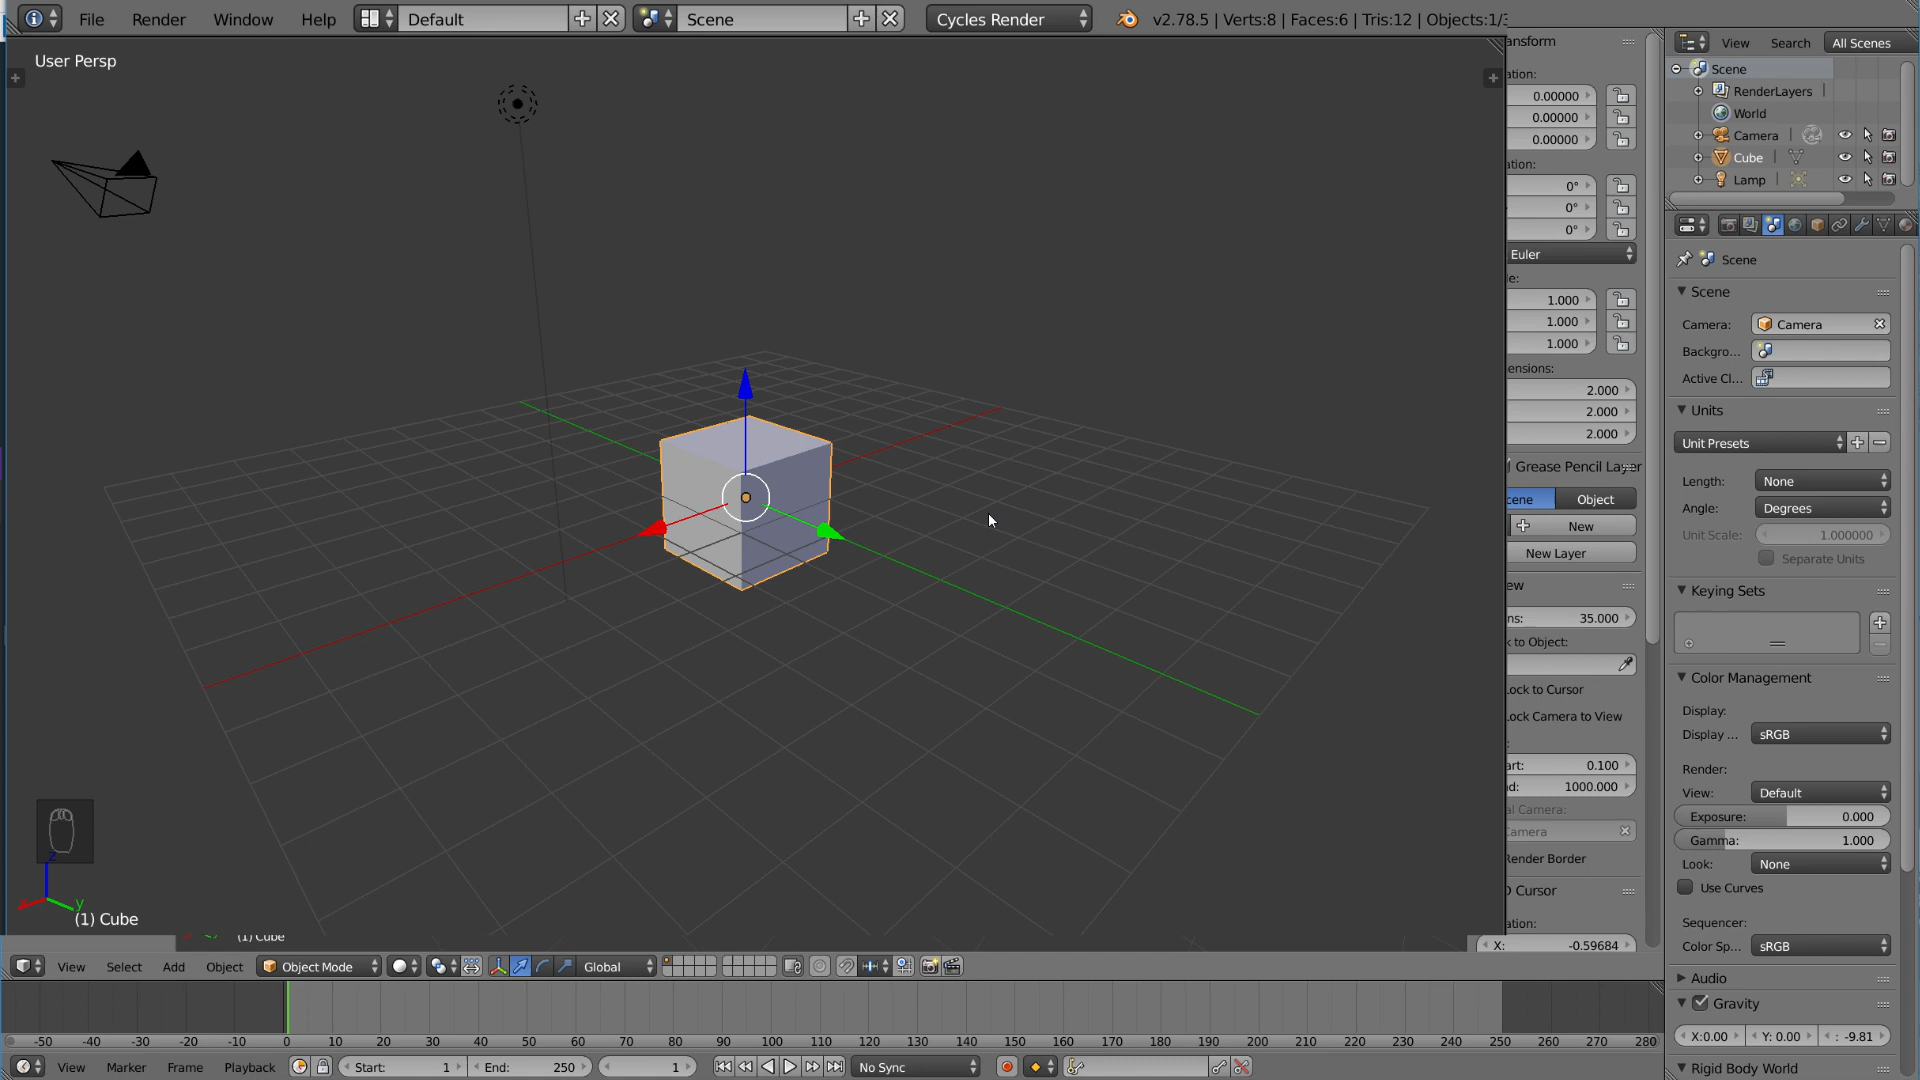 File Render Window Help Default Scene Cycles Render v2.78.5 | Verts:8 | Faces:6 | Tris:12 | Objects:1/3
User Persp
ansform
ation:
0.00000
0.00000
0.00000
ation:
0°
0°
0°
Euler
le:
1.000
1.000
1.000
ensions:
2.000
2.000
2.000
Grease Pencil Layer
cene Object
New
New Layer
ew
ns: 35.000
k to Object:
ock to Cursor
ock Camera to View
:
art: 0.100
d: 1000.000
al Camera:
Camera
Render Border
D Cursor
ation:
X: -0.59684
View Search All Scenes
Scene
RenderLayers
World
Camera
Cube
Lamp
Scene
Scene
Camera: Camera
Backgro...
Active Cl...
Units
Unit Presets
Length: None
Angle: Degrees
Unit Scale: 1.000000
Separate Units
Keying Sets
Color Management
Display:
Display ... sRGB
Render:
View: Default
Exposure: 0.000
Gamma: 1.000
Look: None
Use Curves
Sequencer:
Color Sp... sRGB
Audio
Gravity
X:0.00 Y: 0.00 : -9.81
Rigid Body World
z
x y
(1) Cube
(1) Cube
View Select Add Object Object Mode Global
-50 -40 -30 -20 -10 0 10 20 30 40 50 60 70 80 90 100 110 120 130 140 150 160 170 180 190 200 210 220 230 240 250 260 270 280
View Marker Frame Playback Start: 1 End: 250 1 No Sync